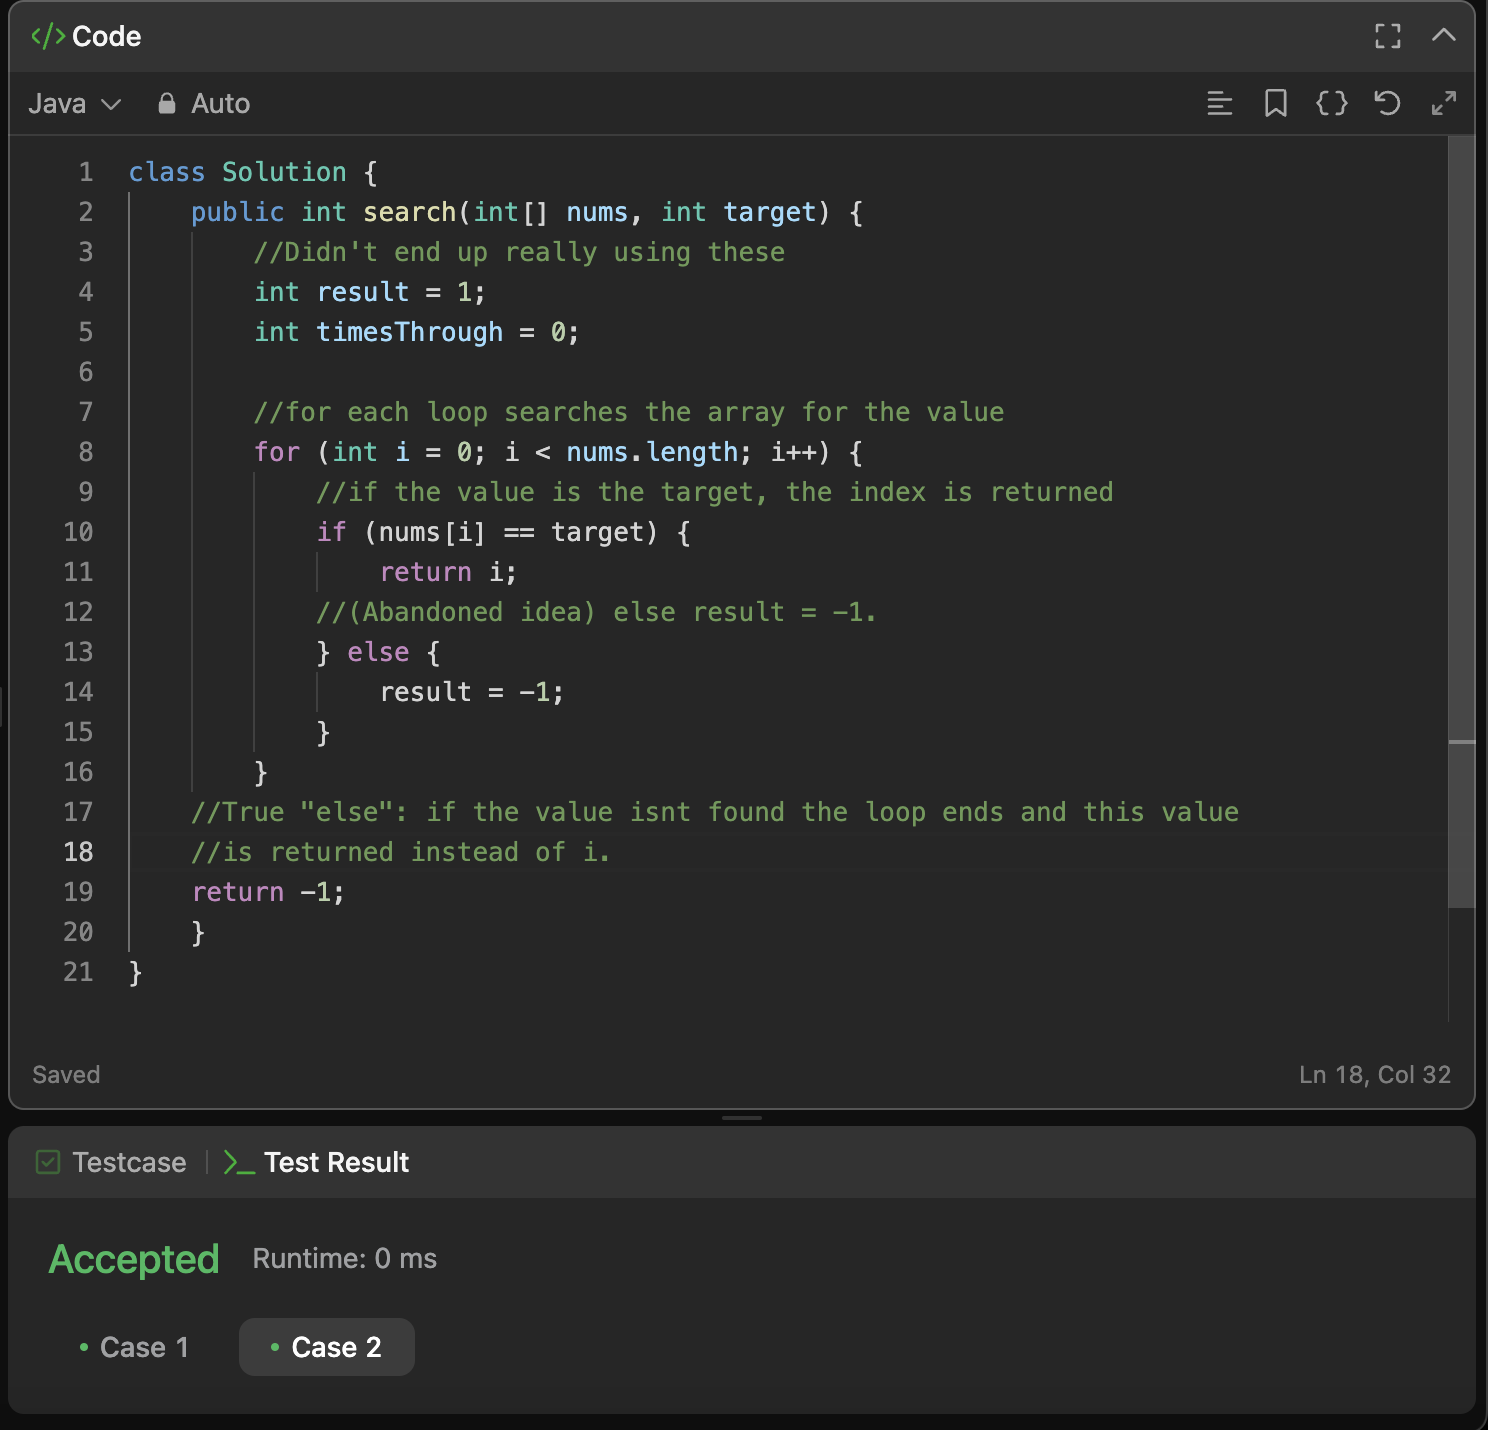 </> Code
Java Auto
1 class Solution {
2 public int search(int[] nums, int target) {
3 //Didn't end up really using these
4 int result = 1;
5 int timesThrough = 0;
6
7 //for each loop searches the array for the value
8 for (int i = 0; i < nums.length; i++) {
9 //if the value is the target, the index is returned
10 if (nums[i] == target) {
11 return i;
12 //(Abandoned idea) else result = -1.
13 } else {
14 result = -1;
15 }
16 }
17 //True "else": if the value isnt found the loop ends and this value
18 //is returned instead of i.
19 return -1;
20 }
21 }
Saved Ln 18, Col 32
Testcase | >_ Test Result
Accepted Runtime: 0 ms
• Case 1 • Case 2